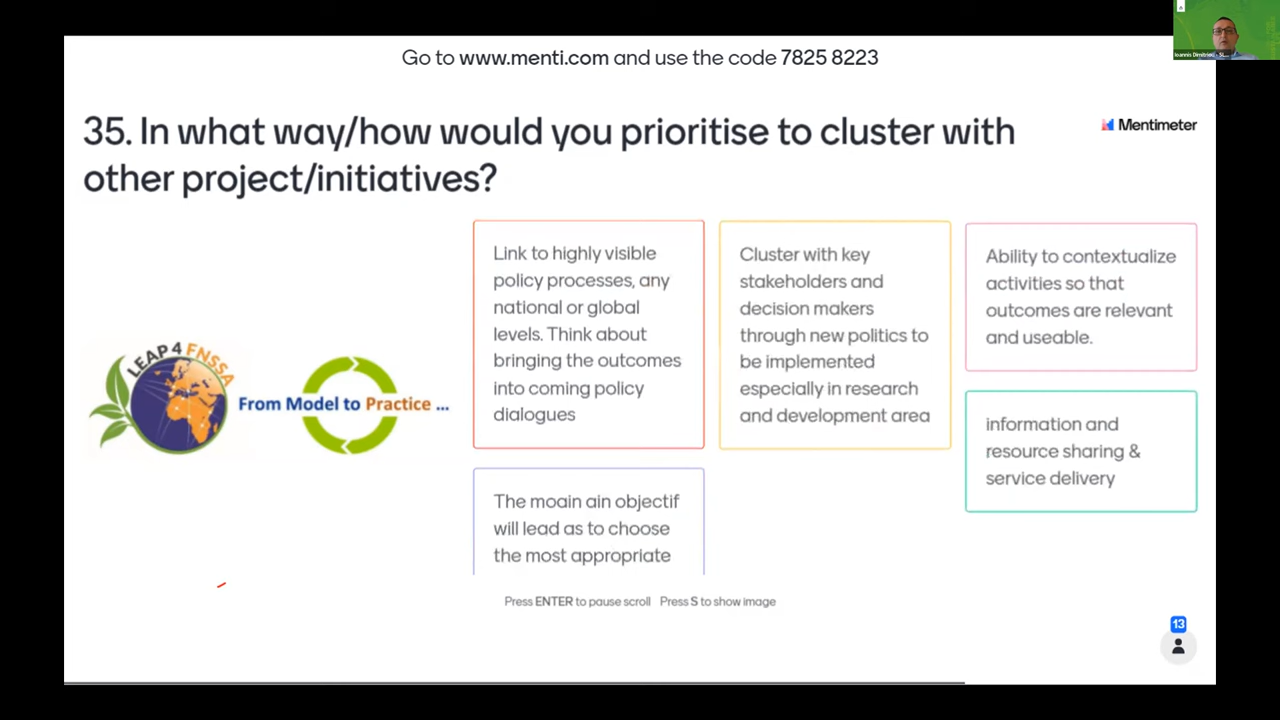 Go to www.menti.com and use the code 7825 8223
35. In what way/how would you prioritise to cluster with
other project/initiatives?
Mentimeter
LEAP4FNSSA
From Model to Practice ...
Link to highly visible
policy processes, any
national or global
levels. Think about
bringing the outcomes
into coming policy
dialogues
Cluster with key
stakeholders and
decision makers
through new politics to
be implemented
especially in research
and development area
Ability to contextualize
activities so that
outcomes are relevant
and useable.
information and
resource sharing &
service delivery
The moain ain objectif
will lead as to choose
the most appropriate
Press ENTER to pause scroll Press S to show image
13
Ioannis Dimitriou